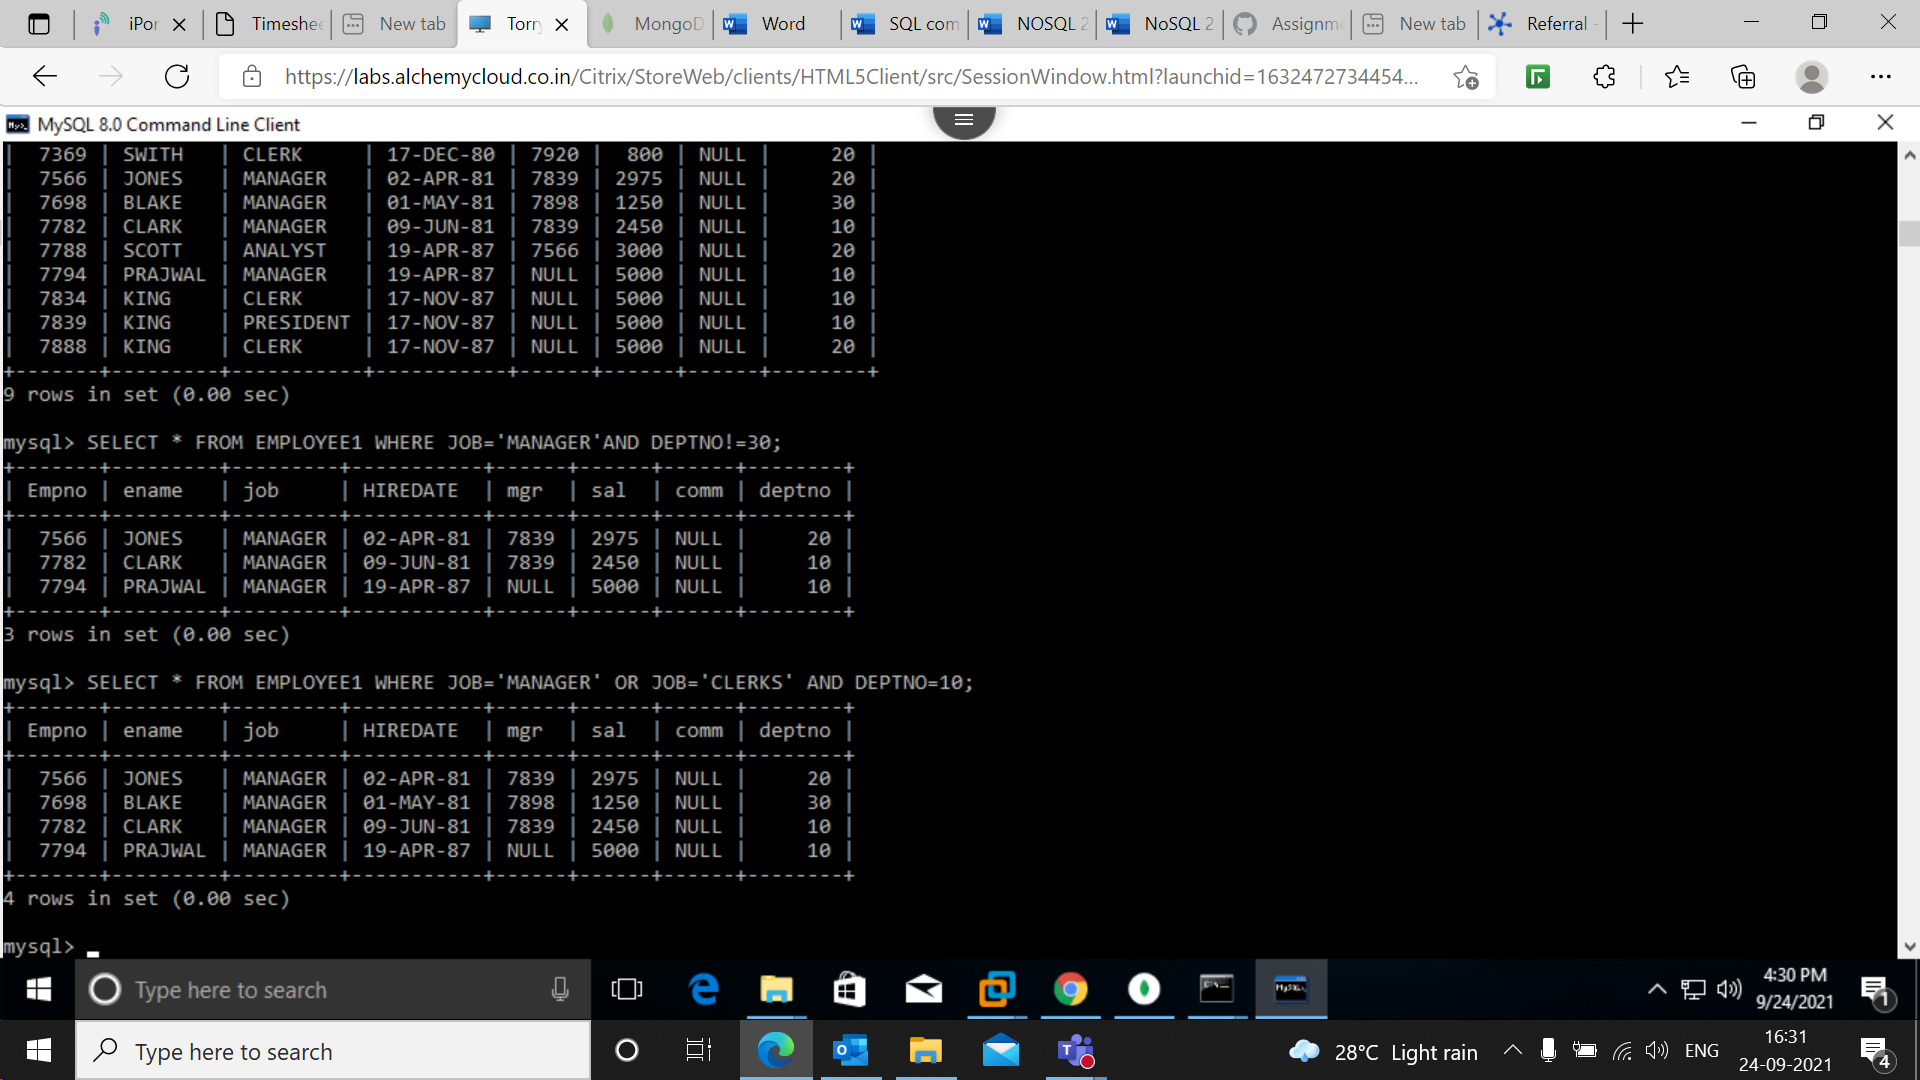 iPor
Timeshee
New tab
Torry
MongoD
Word
SQL com
NOSQL 2
NoSQL 2
Assignme
New tab
Referral -
https://labs.alchemycloud.co.in/Citrix/StoreWeb/clients/HTML5Client/src/SessionWindow.html?launchid=1632472734454...
MySQL 8.0 Command Line Client
| 7369 | SWITH | CLERK | 17-DEC-80 | 7920 | 800 | NULL | 20 |
| 7566 | JONES | MANAGER | 02-APR-81 | 7839 | 2975 | NULL | 20 |
| 7698 | BLAKE | MANAGER | 01-MAY-81 | 7898 | 1250 | NULL | 30 |
| 7782 | CLARK | MANAGER | 09-JUN-81 | 7839 | 2450 | NULL | 10 |
| 7788 | SCOTT | ANALYST | 19-APR-87 | 7566 | 3000 | NULL | 20 |
| 7794 | PRAJWAL | MANAGER | 19-APR-87 | NULL | 5000 | NULL | 10 |
| 7834 | KING | CLERK | 17-NOV-87 | NULL | 5000 | NULL | 10 |
| 7839 | KING | PRESIDENT | 17-NOV-87 | NULL | 5000 | NULL | 10 |
| 7888 | KING | CLERK | 17-NOV-87 | NULL | 5000 | NULL | 20 |
9 rows in set (0.00 sec)
mysql> SELECT * FROM EMPLOYEE1 WHERE JOB='MANAGER'AND DEPTNO!=30;
| Empno | ename | job | HIREDATE | mgr | sal | comm | deptno |
| 7566 | JONES | MANAGER | 02-APR-81 | 7839 | 2975 | NULL | 20 |
| 7782 | CLARK | MANAGER | 09-JUN-81 | 7839 | 2450 | NULL | 10 |
| 7794 | PRAJWAL | MANAGER | 19-APR-87 | NULL | 5000 | NULL | 10 |
3 rows in set (0.00 sec)
mysql> SELECT * FROM EMPLOYEE1 WHERE JOB='MANAGER' OR JOB='CLERKS' AND DEPTNO=10;
| Empno | ename | job | HIREDATE | mgr | sal | comm | deptno |
| 7566 | JONES | MANAGER | 02-APR-81 | 7839 | 2975 | NULL | 20 |
| 7698 | BLAKE | MANAGER | 01-MAY-81 | 7898 | 1250 | NULL | 30 |
| 7782 | CLARK | MANAGER | 09-JUN-81 | 7839 | 2450 | NULL | 10 |
| 7794 | PRAJWAL | MANAGER | 19-APR-87 | NULL | 5000 | NULL | 10 |
4 rows in set (0.00 sec)
mysql>
Type here to search
4:30 PM
9/24/2021
1
Type here to search
28°C Light rain
ENG
16:31
24-09-2021
4